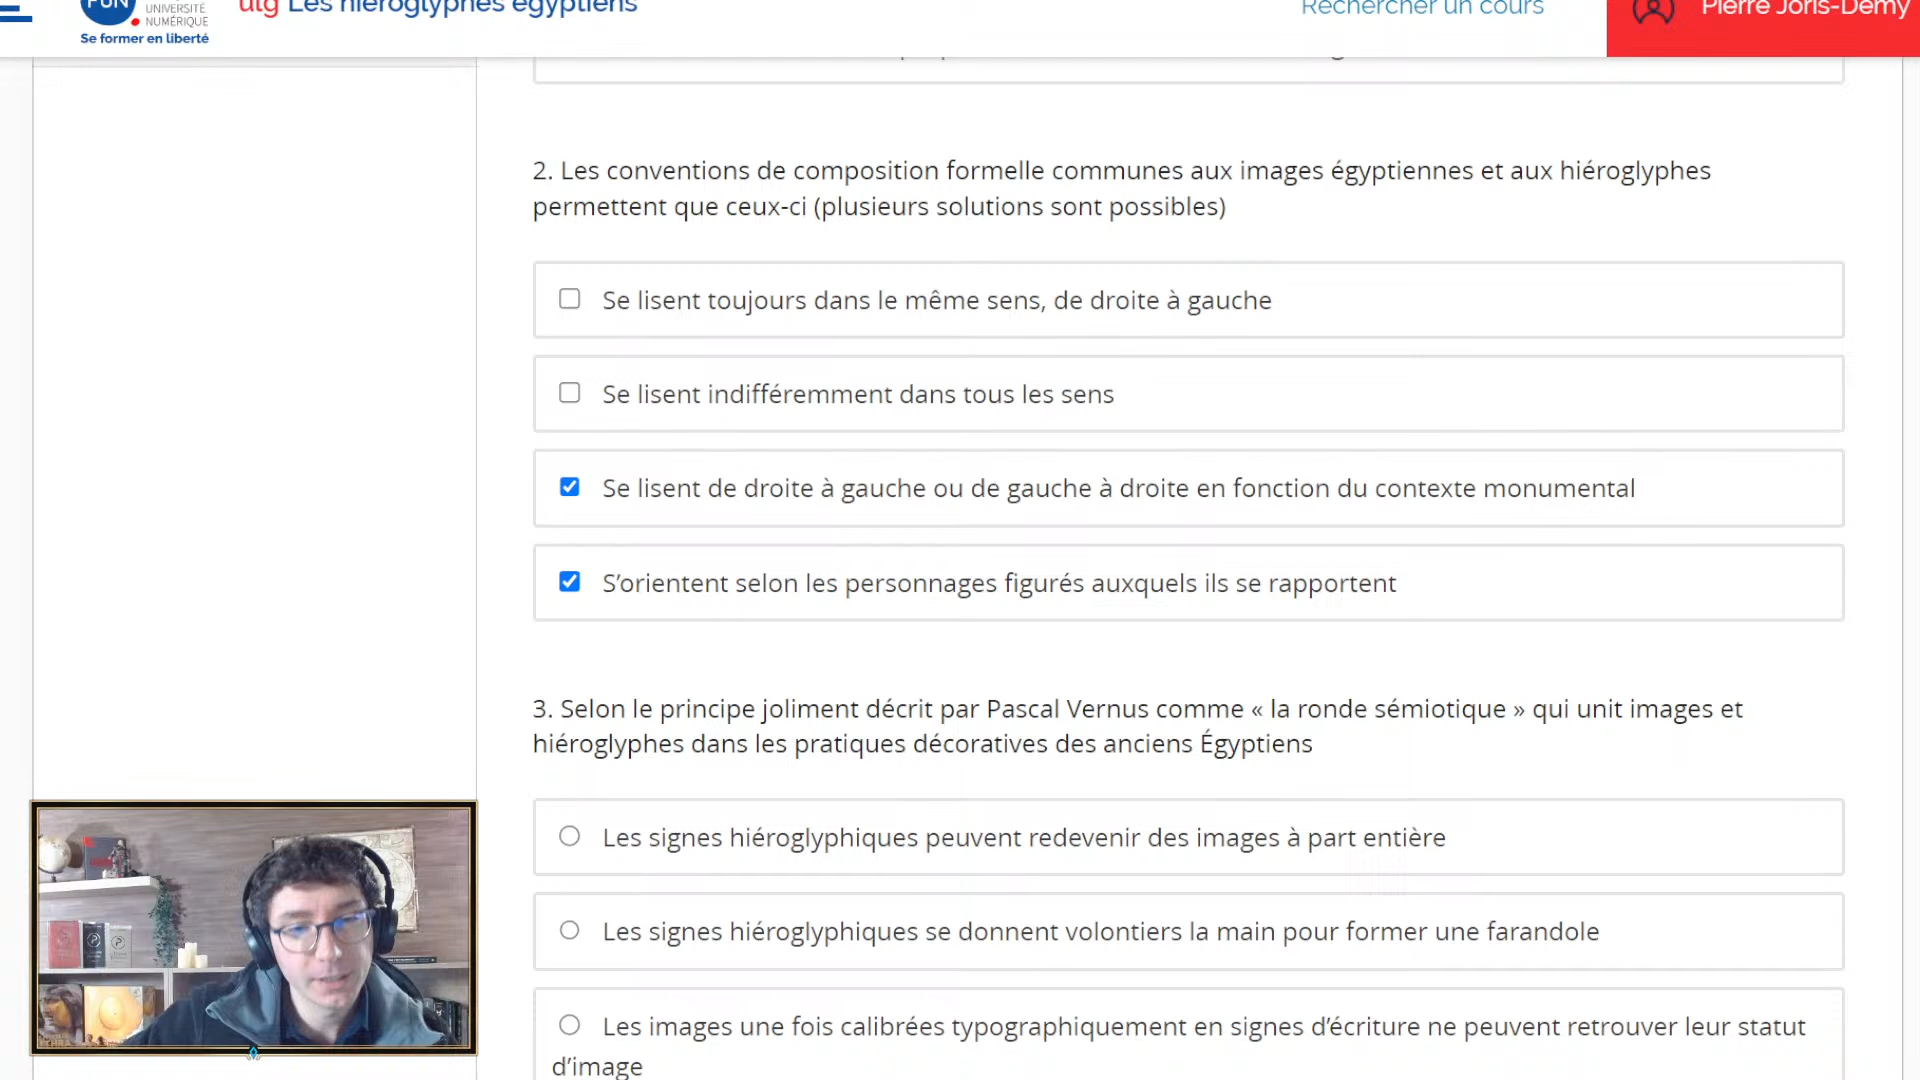 FUN
UNIVERSITÉ
NUMÉRIQUE
Se former en liberté
ulg Les hiéroglyphes égyptiens
Rechercher un cours
Pierre Joris-Demy
2. Les conventions de composition formelle communes aux images égyptiennes et aux hiéroglyphes
permettent que ceux-ci (plusieurs solutions sont possibles)
Se lisent toujours dans le même sens, de droite à gauche
Se lisent indifféremment dans tous les sens
Se lisent de droite à gauche ou de gauche à droite en fonction du contexte monumental
S’orientent selon les personnages figurés auxquels ils se rapportent
3. Selon le principe joliment décrit par Pascal Vernus comme « la ronde sémiotique » qui unit images et
hiéroglyphes dans les pratiques décoratives des anciens Égyptiens
Les signes hiéroglyphiques peuvent redevenir des images à part entière
Les signes hiéroglyphiques se donnent volontiers la main pour former une farandole
Les images une fois calibrées typographiquement en signes d’écriture ne peuvent retrouver leur statut
d’image